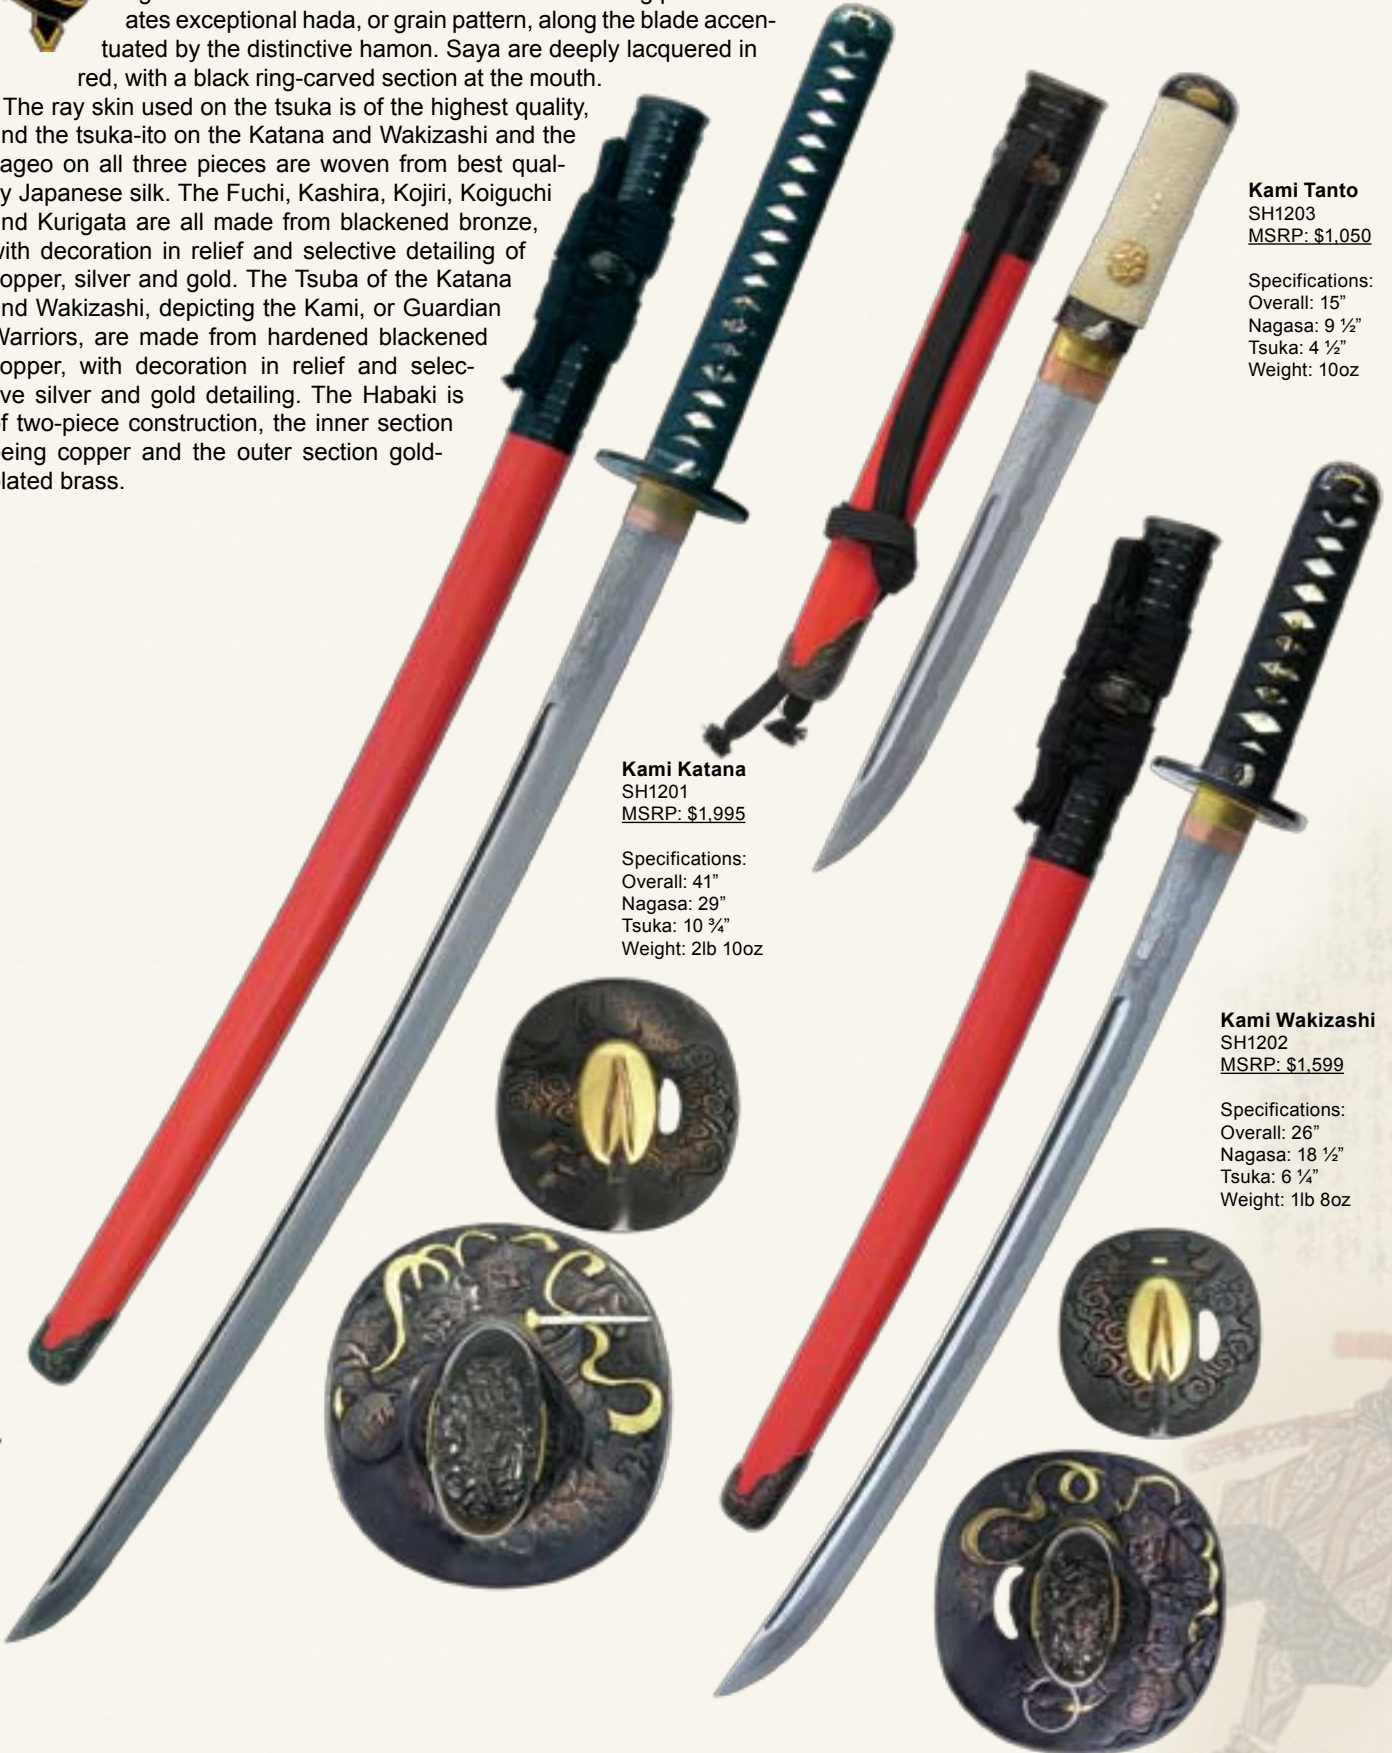 ates exceptional hada, or grain pattern, along the blade accen-
tuated by the distinctive hamon. Saya are deeply lacquered in
red, with a black ring-carved section at the mouth.
The ray skin used on the tsuka is of the highest quality,
nd the tsuka-ito on the Katana and Wakizashi and the
ageo on all three pieces are woven from best qual-
y Japanese silk. The Fuchi, Kashira, Kojiri, Koiguchi
nd Kurigata are all made from blackened bronze,
ith decoration in relief and selective detailing of
opper, silver and gold. The Tsuba of the Katana
nd Wakizashi, depicting the Kami, or Guardian
Warriors, are made from hardened blackened
opper, with decoration in relief and selec-
ve silver and gold detailing. The Habaki is
f two-piece construction, the inner section
eing copper and the outer section gold-
lated brass.
Kami Tanto
SH1203
MSRP: $1,050
Specifications:
Overall: 15”
Nagasa: 9 ½”
Tsuka: 4 ½”
Weight: 10oz
Kami Katana
SH1201
MSRP: $1,995
Specifications:
Overall: 41”
Nagasa: 29”
Tsuka: 10 ¾”
Weight: 2lb 10oz
Kami Wakizashi
SH1202
MSRP: $1,599
Specifications:
Overall: 26”
Nagasa: 18 ½”
Tsuka: 6 ¼”
Weight: 1lb 8oz